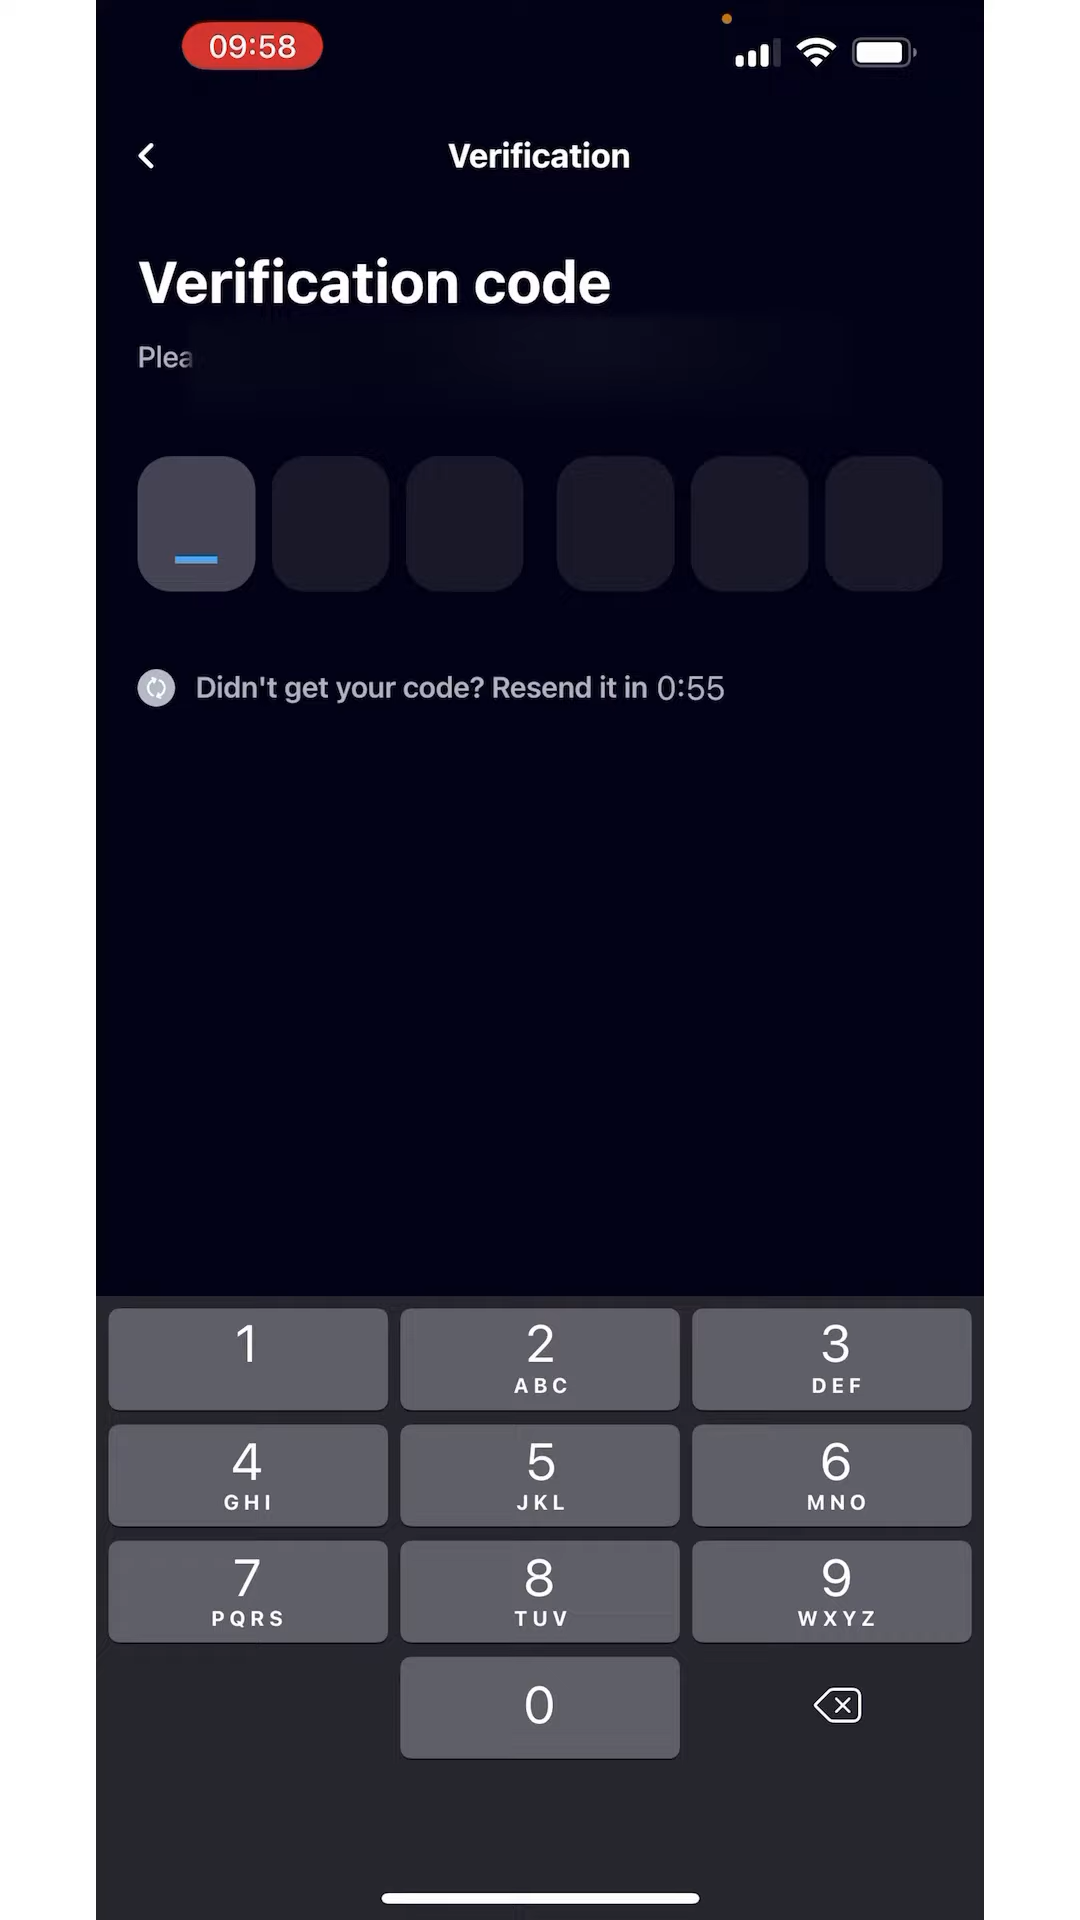 09:58
Verification
Verification code
Plea
Didn't get your code? Resend it in 0:55
1
2
ABC
3
DEF
4
GHI
5
JKL
6
MNO
7
PQRS
8
TUV
9
WXYZ
0